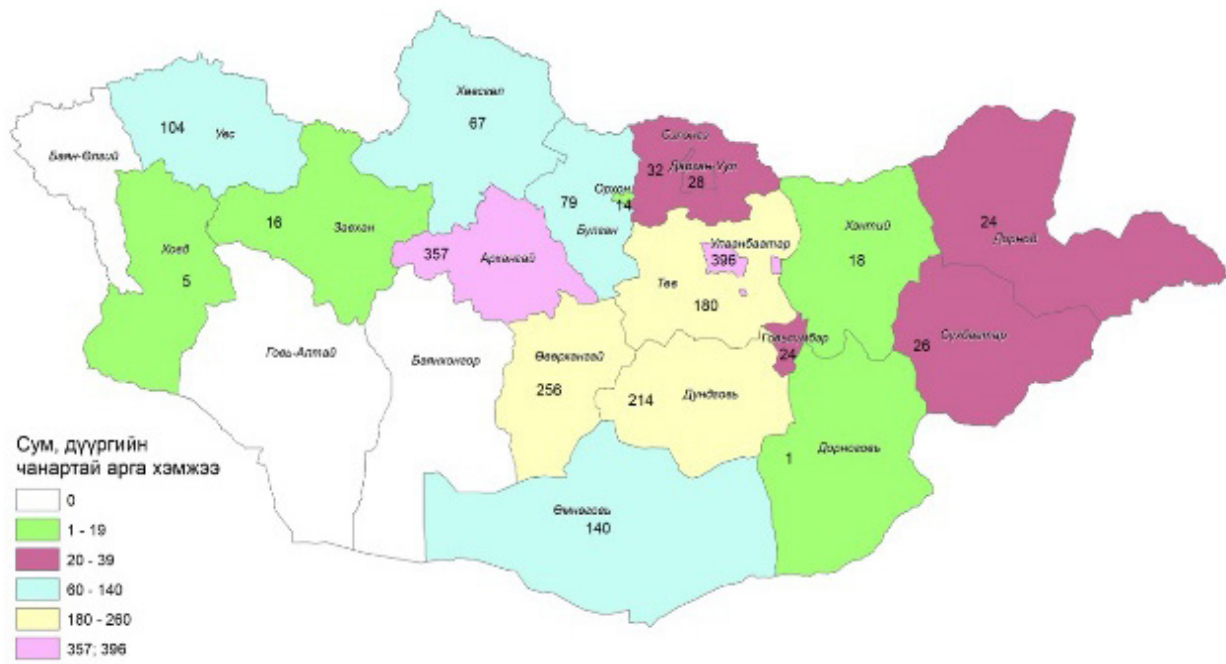 Баян-Өлгий
104
Увс
Хөвсгөл
67
Ховд
5
16
Завхан
357
Архангай
79
Булган
Орхон
14
Сэлэнгэ
32
Дархан-Уул
28
Улаанбаатар
396
Төв
180
Хэнтий
18
24
Дорнод
26
Сүхбаатар
Говьсүмбэр
24
Говь-Алтай
Баянхонгор
Өвөрхангай
256
214
Дундговь
1
Дорноговь
Өмнөговь
140
Сум, дүүргийн
чанартай арга хэмжээ
0
1 - 19
20 - 39
60 - 140
180 - 260
357; 396